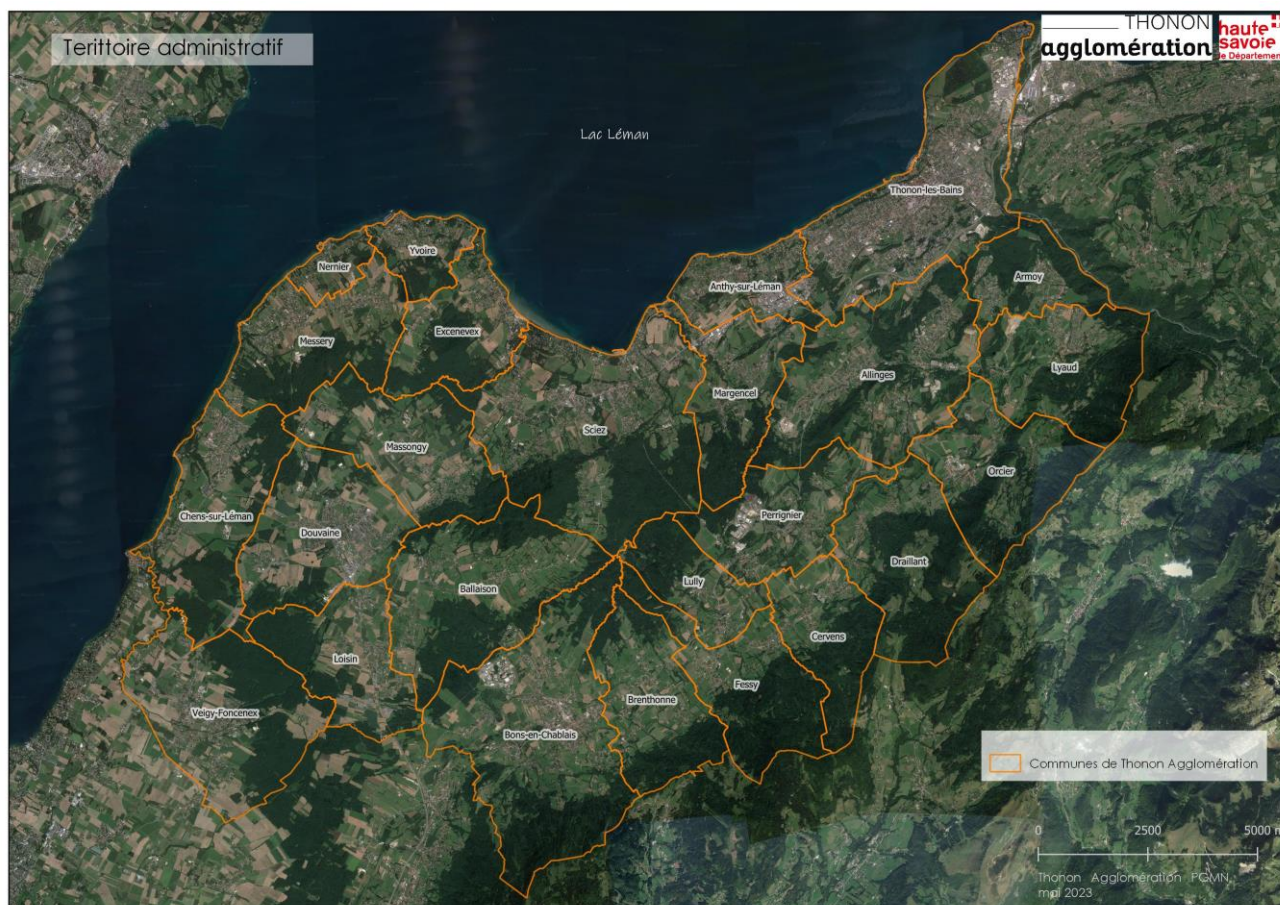 Terittoire administratif
THONON
agglomération
haute
savoie
le Département
Lac Léman
Thonon-les-Bains
Yvoire
Nernier
Armoy
Anthy-sur-Léman
Excenevex
Messery
Lyaud
Allinges
Margencel
Sciez
Massongy
Orcier
Chens-sur-Léman
Perrignier
Douvaine
Draillant
Lully
Ballaison
Cervens
Loisin
Fessy
Brenthonne
Veigy-Foncenex
Bons-en-Chablais
Communes de Thonon Agglomération
0 2500 5000 m
Thonon Agglomération PGMN,
mai 2023